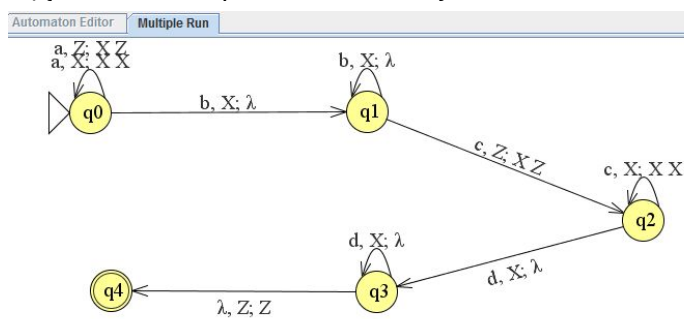 Automaton Editor
Multiple Run
a, Z; X Z
a, X; X X
b, X; λ
q0
b, X; λ
q1
c, Z; X Z
c, X; X X
q2
d, X; λ
d, X; λ
q3
q4
λ, Z; Z